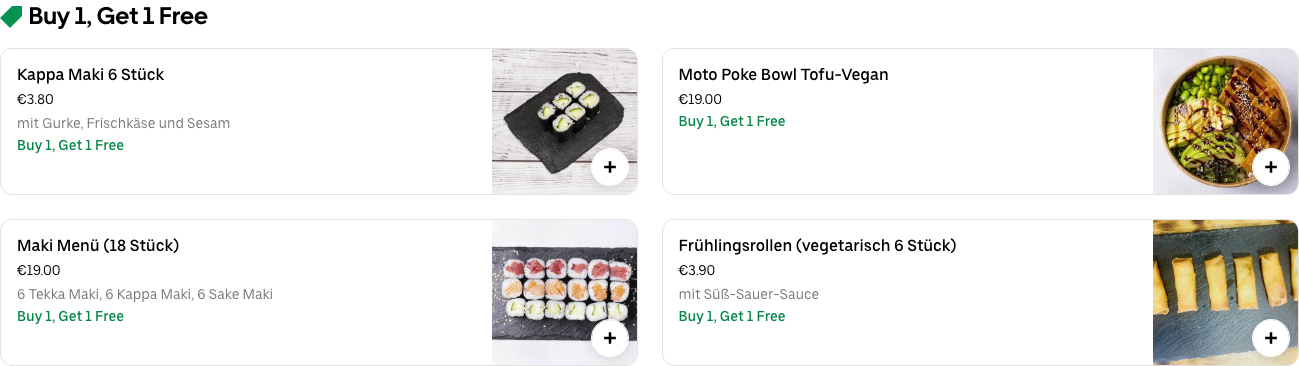 Buy 1, Get 1 Free
Kappa Maki 6 Stück
€3.80
mit Gurke, Frischkäse und Sesam
Buy 1, Get 1 Free
Moto Poke Bowl Tofu-Vegan
€19.00
Buy 1, Get 1 Free
Maki Menü (18 Stück)
€19.00
6 Tekka Maki, 6 Kappa Maki, 6 Sake Maki
Buy 1, Get 1 Free
Frühlingsrollen (vegetarisch 6 Stück)
€3.90
mit Süß-Sauer-Sauce
Buy 1, Get 1 Free